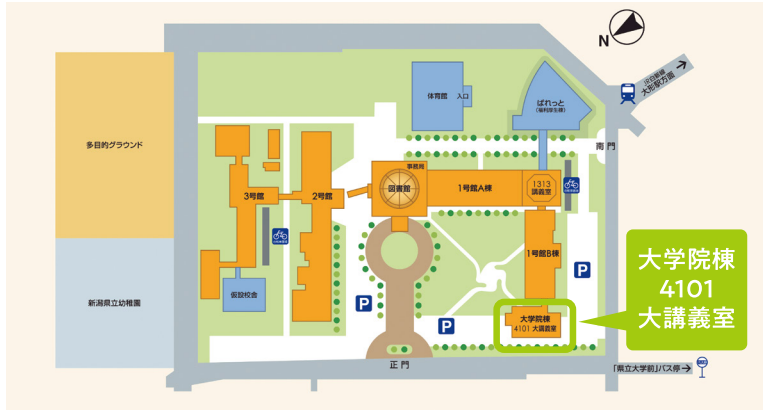 N
JR白新線
大形駅方面
体育館
入口
ぱれっと
(福利厚生棟)
南門
多目的グラウンド
事務局
図書館
1号館A棟
1313
講義室
3号館
2号館
1号館B棟
仮設校舎
新潟県立幼稚園
P
P
P
大学院棟
4101 大講義室
大学院棟
4101
大講義室
正門
「県立大学前」バス停→